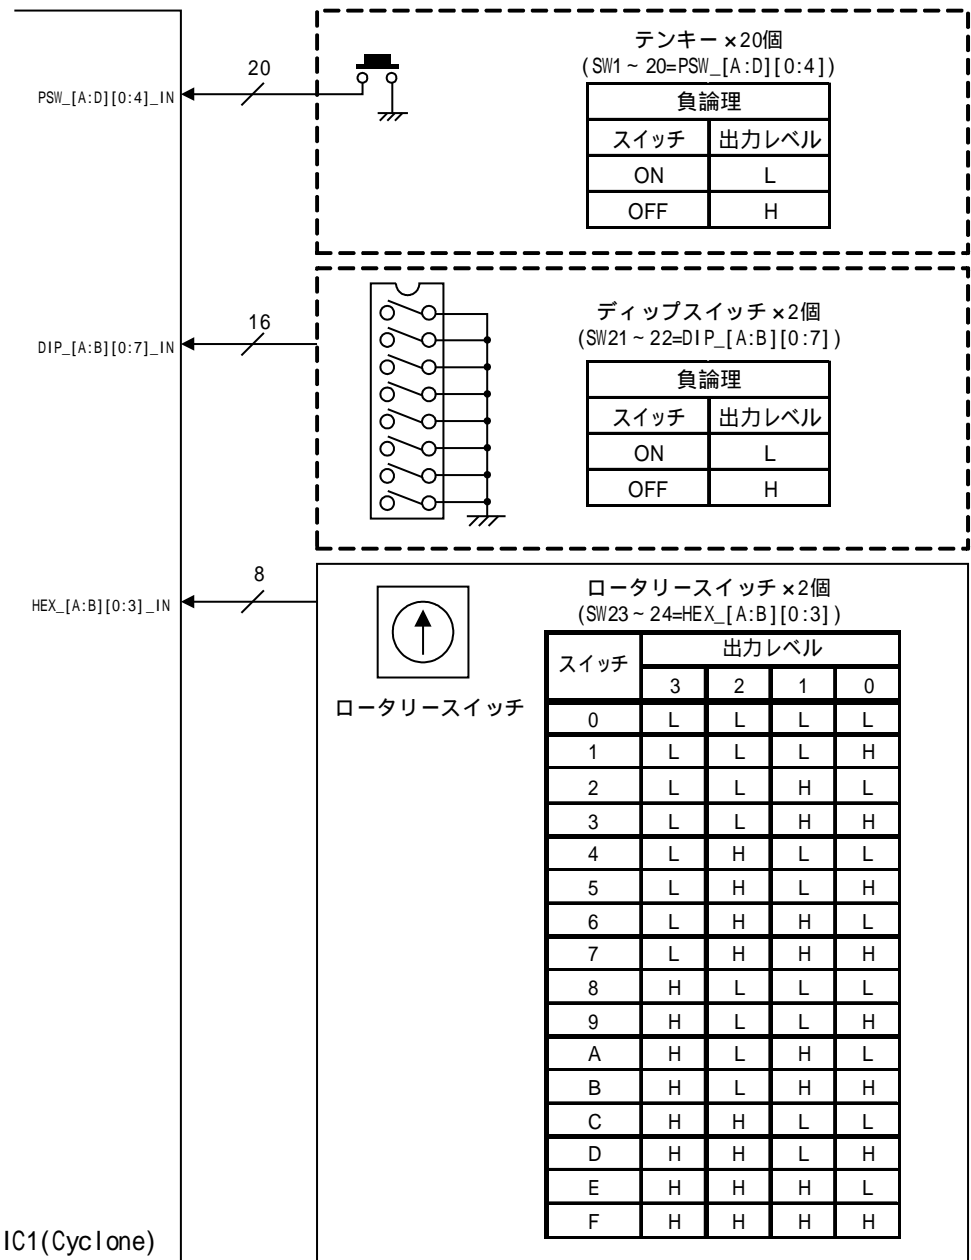 テンキー×20個
(SW1~20=PSW_[A:D][0:4])
20
PSW_[A:D][0:4]_IN
負論理
スイッチ 出力レベル
ON L
OFF H
ディップスイッチ×2個
(SW21~22=DIP_[A:B][0:7])
16
DIP_[A:B][0:7]_IN
負論理
スイッチ 出力レベル
ON L
OFF H
ロータリースイッチ×2個
(SW23~24=HEX_[A:B][0:3])
8
HEX_[A:B][0:3]_IN
ロータリースイッチ
スイッチ 出力レベル
3 2 1 0
0 L L L L
1 L L L H
2 L L H L
3 L L H H
4 L H L L
5 L H L H
6 L H H L
7 L H H H
8 H L L L
9 H L L H
A H L H L
B H L H H
C H H L L
D H H L H
E H H H L
F H H H H
IC1(Cyclone)